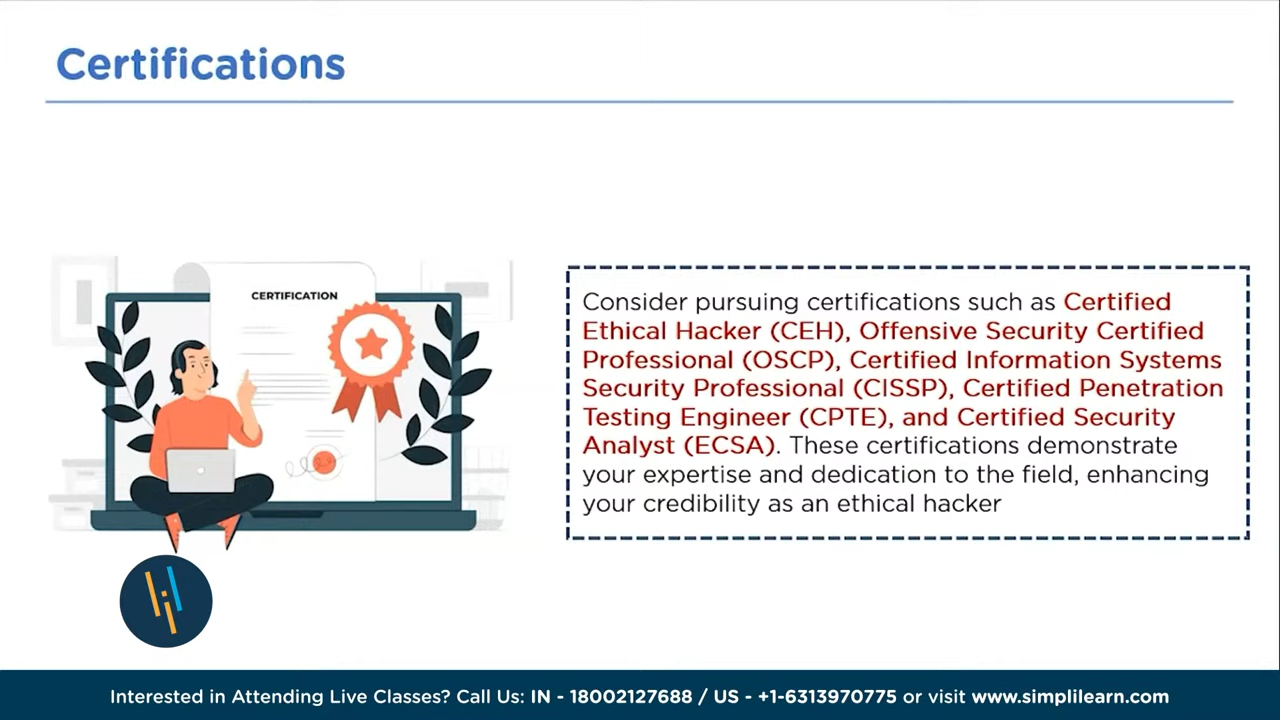 Certifications
CERTIFICATION
Consider pursuing certifications such as Certified
Ethical Hacker (CEH), Offensive Security Certified
Professional (OSCP), Certified Information Systems
Security Professional (CISSP), Certified Penetration
Testing Engineer (CPTE), and Certified Security
Analyst (ECSA). These certifications demonstrate
your expertise and dedication to the field, enhancing
your credibility as an ethical hacker
Interested in Attending Live Classes? Call Us: IN - 18002127688 / US - +1-6313970775 or visit www.simplilearn.com